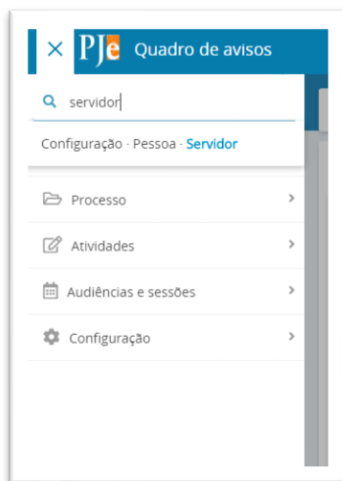 PJe Quadro de avisos
servidor
Configuração · Pessoa · Servidor
Processo
Atividades
Audiências e sessões
Configuração